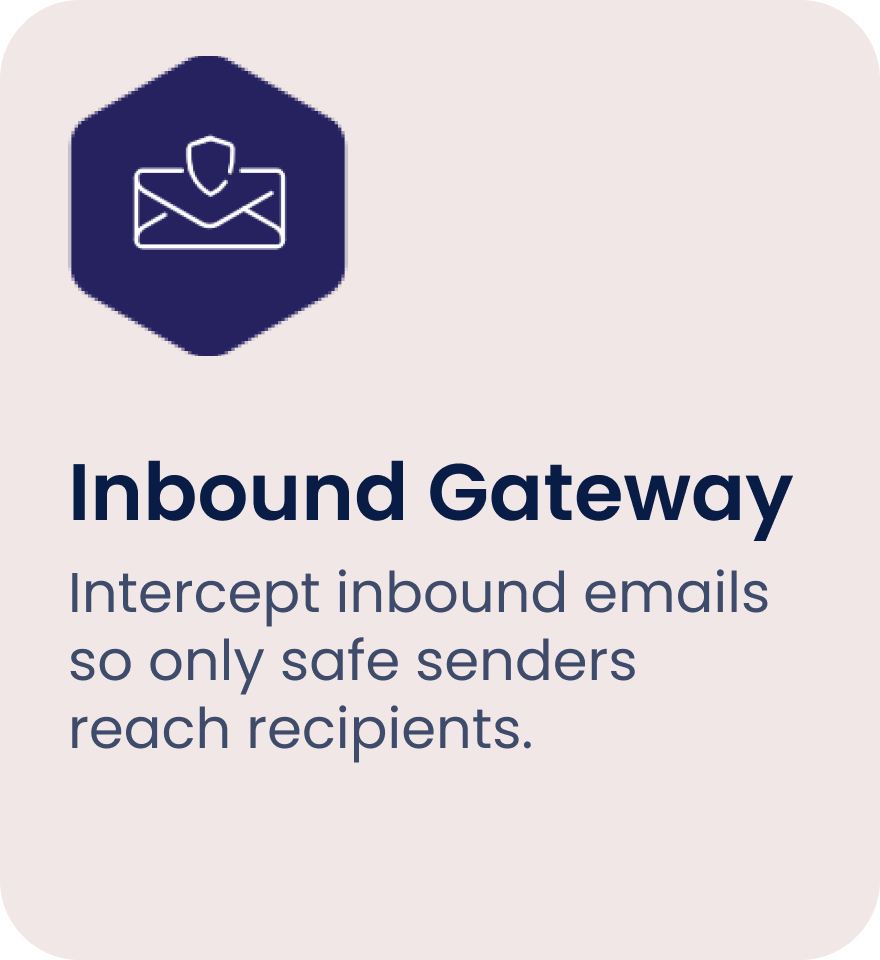 Inbound Gateway
Intercept inbound emails
so only safe senders
reach recipients.